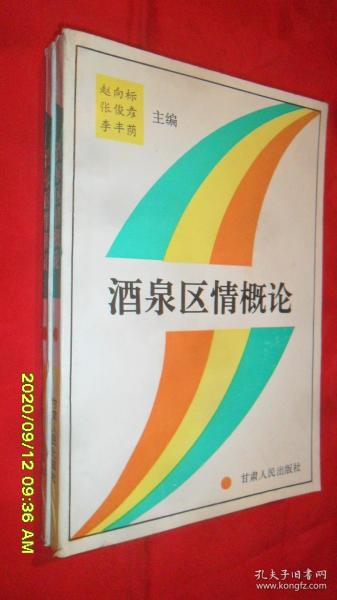 赵向标
张俊彦
李丰荫
主编
酒泉区情概论
甘肃人民出版社
2020/09/12 09:36 AM
孔夫子旧书网